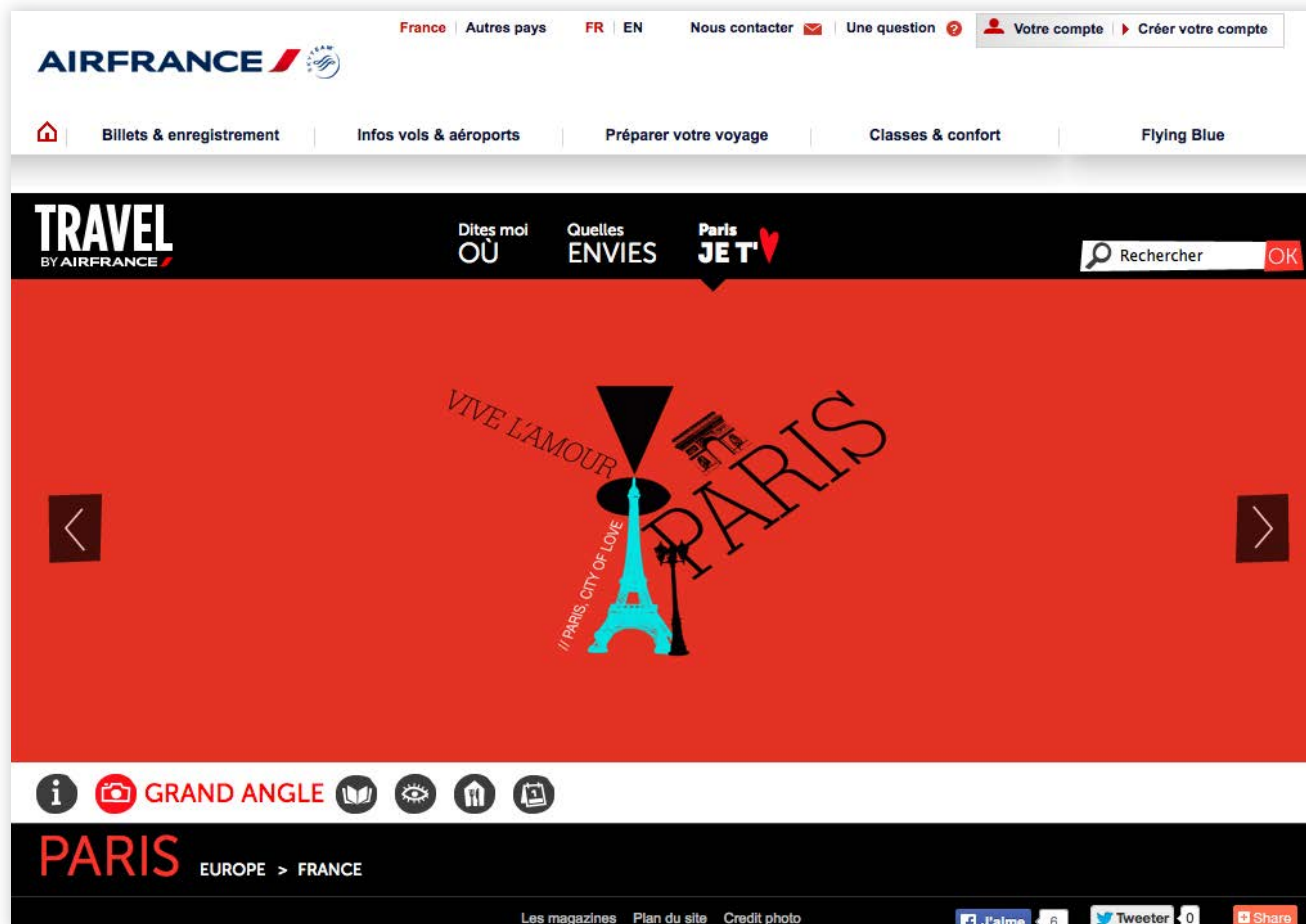 France Autres pays FR EN Nous contacter Une question ? Votre compte Créer votre compte
AIRFRANCE
Billets & enregistrement Infos vols & aéroports Préparer votre voyage Classes & confort Flying Blue
TRAVEL
BY AIRFRANCE
Dites moi
OÙ
Quelles
ENVIES
Paris
JE T'
Rechercher OK
VIVE L'AMOUR
PARIS
// PARIS, CITY OF LOVE
i GRAND ANGLE 1
PARIS EUROPE > FRANCE
Les magazines Plan du site Credit photo J'aime 6 Tweeter 0 Share